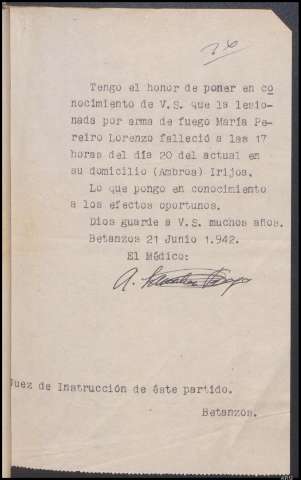 Tengo el honor de poner en co
nocimiento de V.S. que la lesio-
nada por arma de fuego María Pe-
reiro Lorenzo falleció a las 17
horas del día 20 del actual en
su domicilio (Ambroa) Irijoa.
Lo que pongo en conocimiento
a los efectos oportunos.
Dios guarde a V.S. muchos años.
Betanzos 21 Junio 1.942.
El Médico:
A.
Juez de Instrucción de éste partido.
Betanzos.